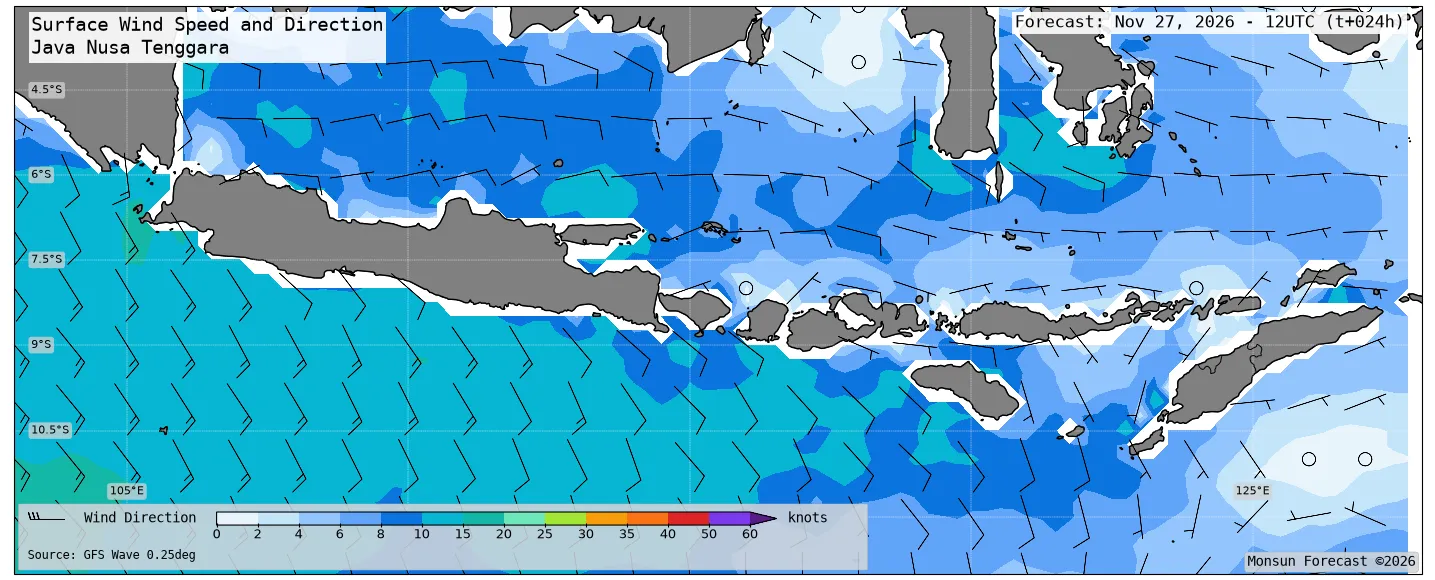 Surface Wind Speed and Direction
Java Nusa Tenggara
Forecast: Nov 27, 2026 - 12UTC (t+024h)
4.5°S
6°S
7.5°S
9°S
10.5°S
105°E
125°E
Wind Direction
knots
0 2 4 6 8 10 15 20 25 30 35 40 50 60
Source: GFS Wave 0.25deg
Monsun Forecast ©2026